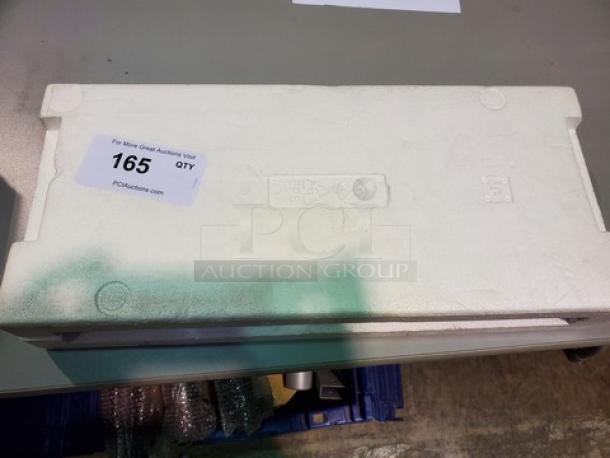 For More Great Auctions Visit
165 QTY
PCIAuctions.com
PCI
AUCTION GROUP